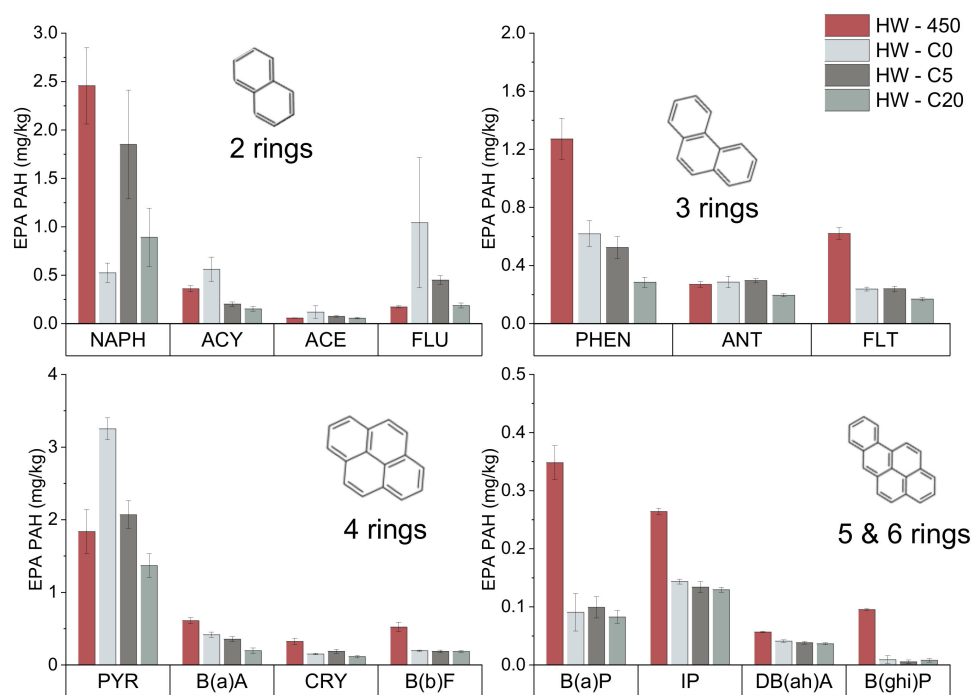 EPA PAH (mg/kg)
3.0
2.5
2.0
1.5
1.0
0.5
0.0
2 rings
NAPH ACY ACE FLU
EPA PAH (mg/kg)
2.0
1.6
1.2
0.8
0.4
0.0
3 rings
HW - 450
HW - C0
HW - C5
HW - C20
PHEN ANT FLT
EPA PAH (mg/kg)
4
3
2
1
0
4 rings
PYR B(a)A CRY B(b)F
EPA PAH (mg/kg)
0.5
0.4
0.3
0.2
0.1
0.0
5 & 6 rings
B(a)P IP DB(ah)A B(ghi)P